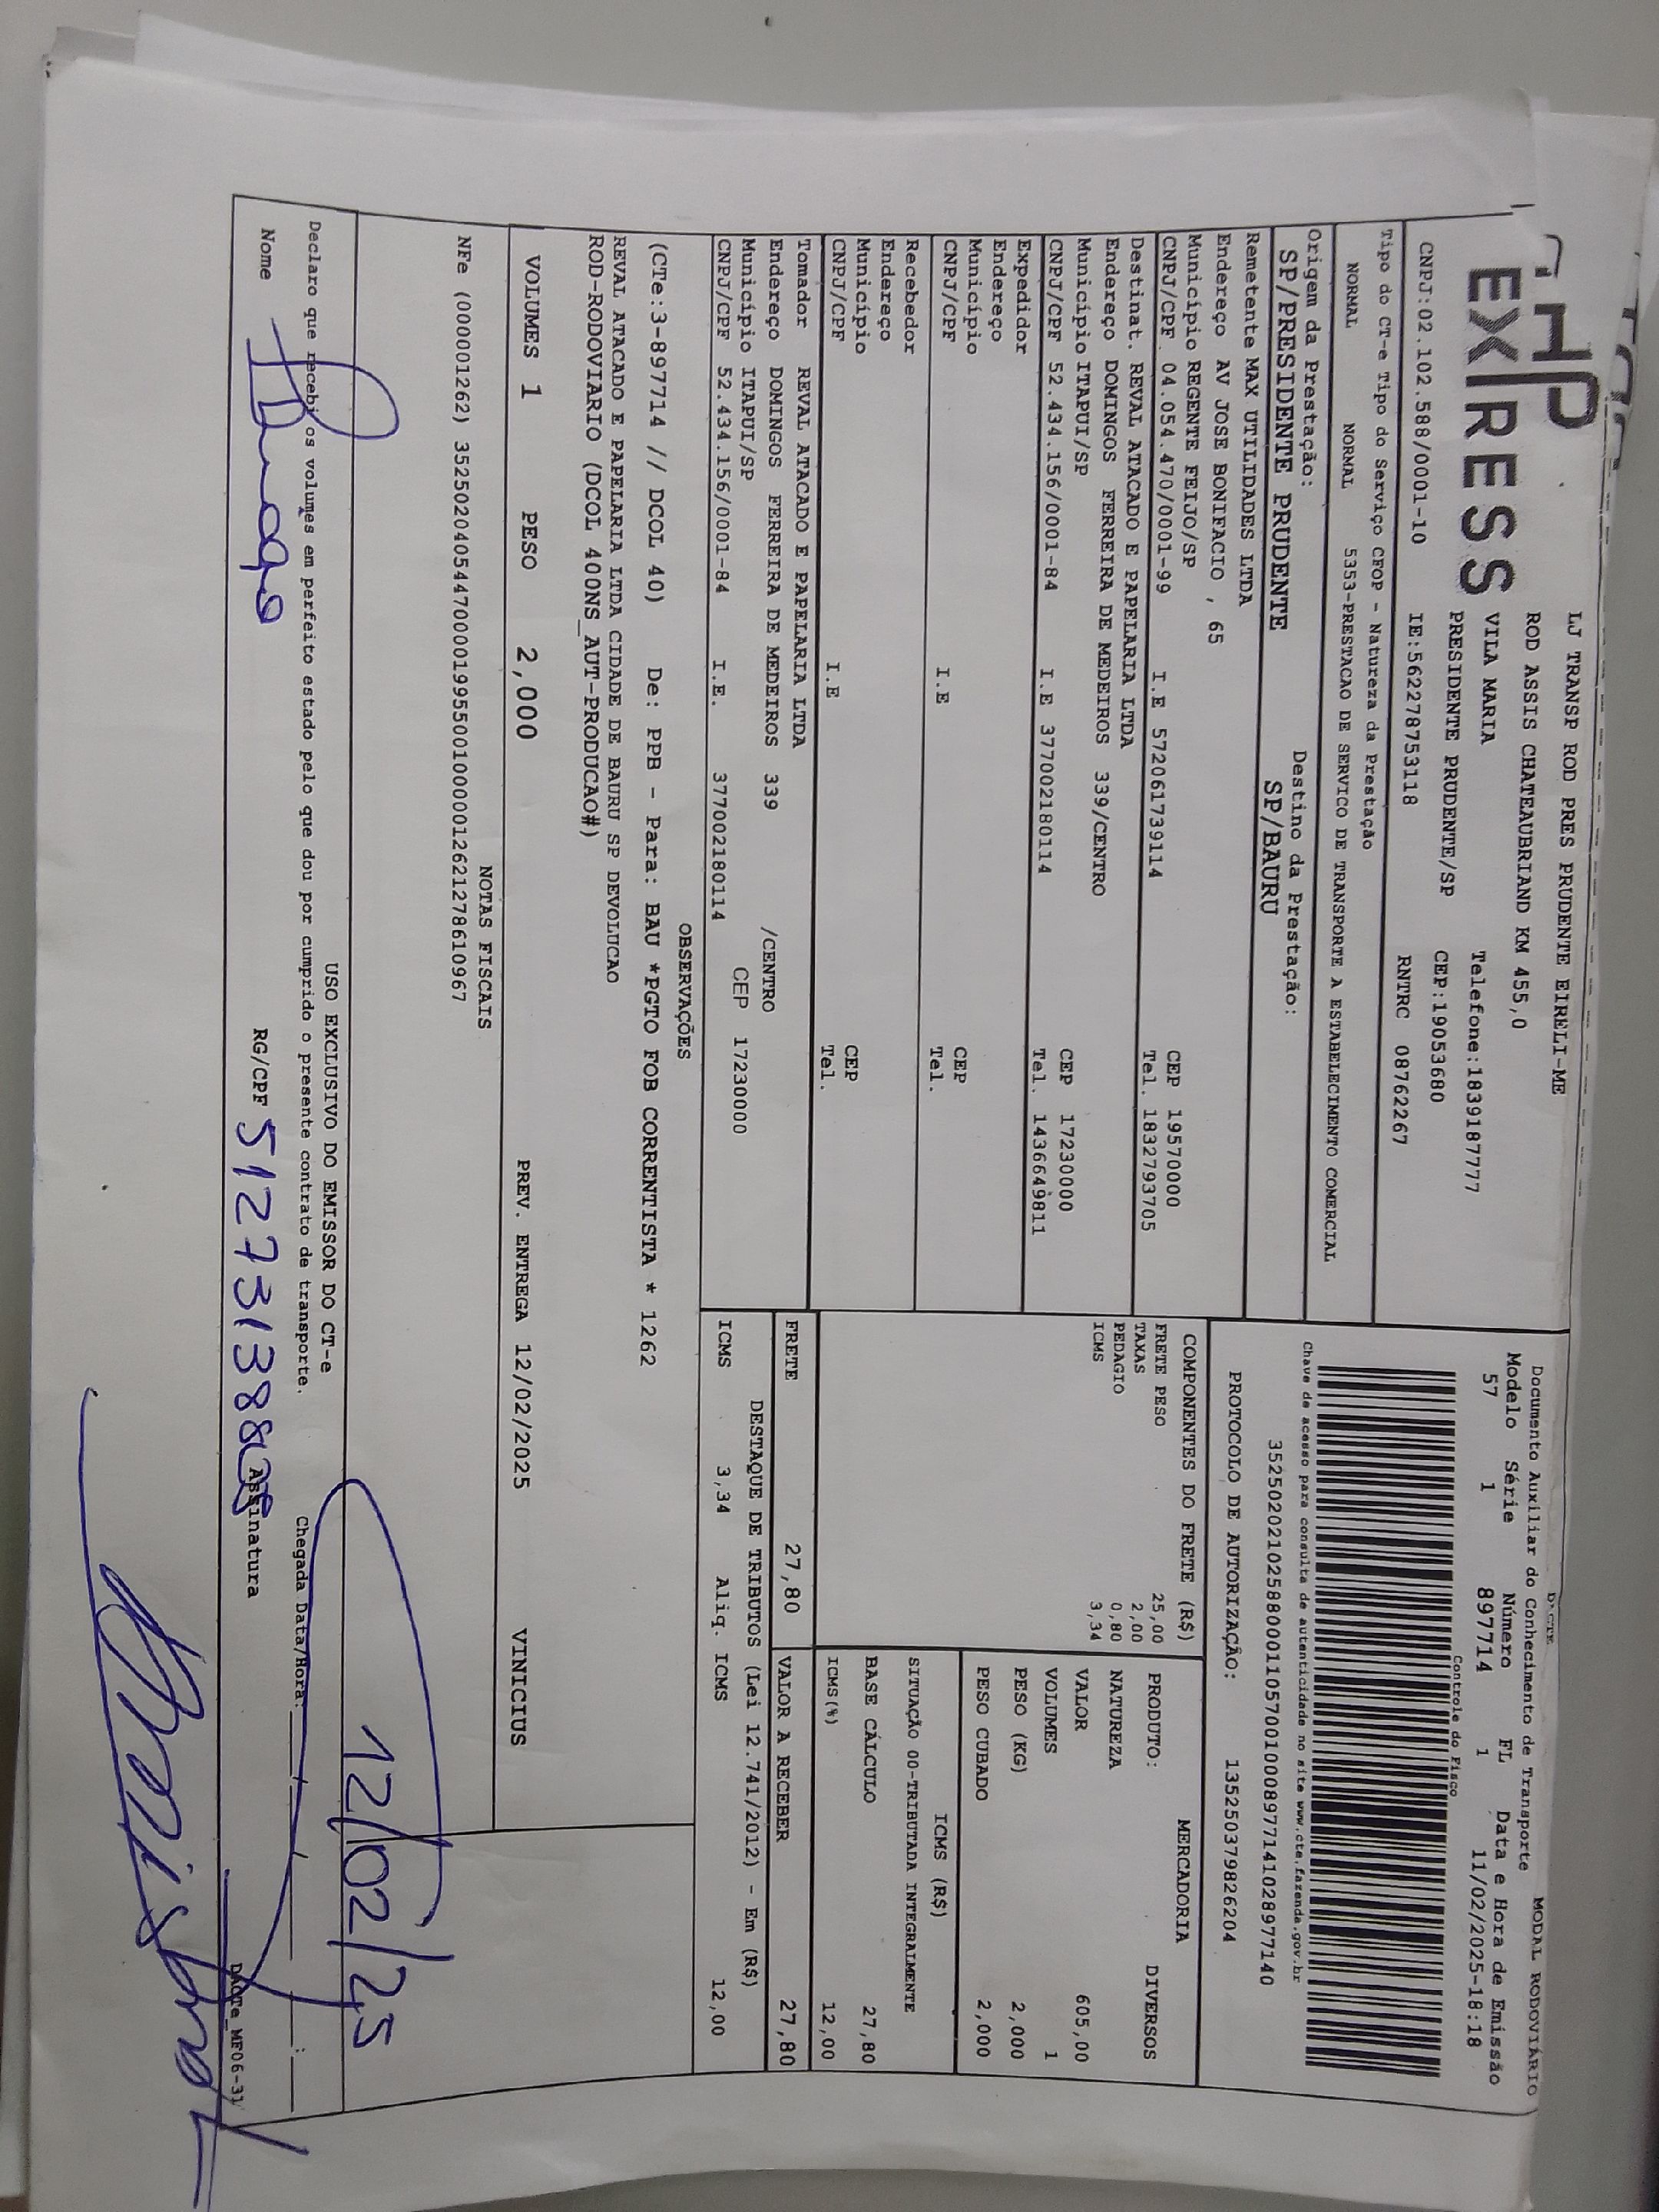 HP
EXPRESS
LJ TRANSP ROD PRES PRUDENTE EIRELI-ME
ROD ASSIS CHATEAUBRIAND KM 455,0
VILA MARIA Telefone:1839187777
PRESIDENTE PRUDENTE/SP CEP:19053680
CNPJ:02.102.588/0001-10 IE:562278753118 RNTRC 08762267
Tipo do CT-e Tipo do Serviço CFOP - Natureza da Prestação
NORMAL NORMAL 5353-PRESTACAO DE SERVICO DE TRANSPORTE A ESTABELECIMENTO COMERCIAL
Origem da Prestação: Destino da Prestação:
SP/PRESIDENTE PRUDENTE SP/BAURU
DACTE MODAL RODOVIÁRIO
Documento Auxiliar do Conhecimento de Transporte
Modelo Série Número FL Data e Hora de Emissão
57 1 897714 1 11/02/2025-18:18
Controle do Fisco
Chave de acesso para consulta de autenticidade no site www.cte.fazenda.gov.br
35250202102588000110570010008977141028977140
PROTOCOLO DE AUTORIZAÇÃO: 135250379826204
Remetente MAX UTILIDADES LTDA
Endereço AV JOSE BONIFACIO , 65
Município REGENTE FEIJO/SP CEP 19570000
CNPJ/CPF 04.054.470/0001-99 I.E 572061739114 Tel. 1832793705
Destinat. REVAL ATACADO E PAPELARIA LTDA
Endereço DOMINGOS FERREIRA DE MEDEIROS 339/CENTRO
Município ITAPUI/SP CEP 17230000
CNPJ/CPF 52.434.156/0001-84 I.E 377002180114 Tel. 1436649811
Expedidor
Endereço
Município CEP
CNPJ/CPF I.E Tel.
Recebedor
Endereço
Município CEP
CNPJ/CPF I.E Tel.
Tomador REVAL ATACADO E PAPELARIA LTDA
Endereço DOMINGOS FERREIRA DE MEDEIROS 339 /CENTRO
Município ITAPUI/SP CEP 17230000
CNPJ/CPF 52.434.156/0001-84 I.E. 377002180114
COMPONENTES DO FRETE (R$)
FRETE PESO 25,00
TAXAS 2,00
PEDAGIO 0,80
ICMS 3,34
MERCADORIA
PRODUTO: DIVERSOS
NATUREZA
VALOR 605,00
VOLUMES 1
PESO (KG) 2,000
PESO CUBADO 2,000
ICMS (R$)
SITUAÇÃO 00-TRIBUTADA INTEGRALMENTE
BASE CÁLCULO 27,80
ICMS(%) 12,00
FRETE 27,80 VALOR A RECEBER 27,80
DESTAQUE DE TRIBUTOS (Lei 12.741/2012) - Em (R$)
ICMS 3,34 Aliq. ICMS 12,00
OBSERVAÇÕES
(CTe:3-897714 // DCOL 40) De: PPB - Para: BAU *PGTO FOB CORRENTISTA * 1262
REVAL ATACADO E PAPELARIA LTDA CIDADE DE BAURU SP DEVOLUCAO
ROD-RODOVIARIO (DCOL 400NS_AUT-PRODUCAO#)
VOLUMES 1 PESO 2,000 PREV. ENTREGA 12/02/2025 VINICIUS
NOTAS FISCAIS
NFe (000001262) 35250204054470000199550010000012621278610967
12/02/25
USO EXCLUSIVO DO EMISSOR DO CT-e
Declaro que recebi os volumes em perfeito estado pelo que dou por cumprido o presente contrato de transporte. Chegada Data/Hora: ___/___/___ ___:___
Nome RG/CPF Assinatura
DACTe_MF06-31